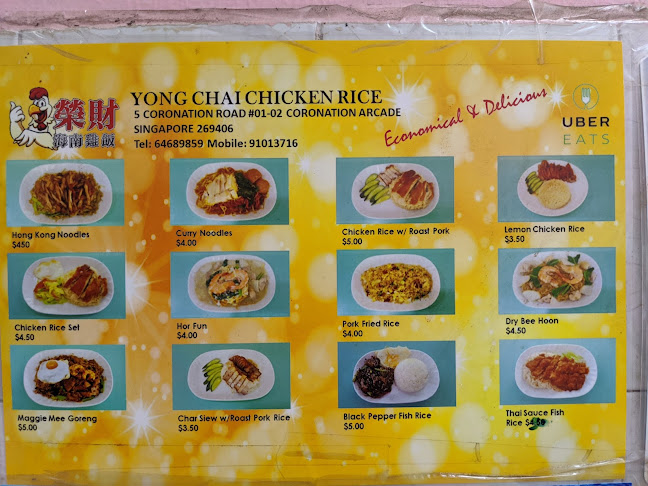 榮財
海南雞飯
YONG CHAI CHICKEN RICE
5 CORONATION ROAD #01-02 CORONATION ARCADE
SINGAPORE 269406
Tel: 64689859 Mobile: 91013716
Economical & Delicious
UBER
EATS
Hong Kong Noodles
$450
Curry Noodles
$4.00
Chicken Rice w/ Roast Pork
$5.00
Lemon Chicken Rice
$3.50
Chicken Rice Set
$4.50
Hor Fun
$4.00
Pork Fried Rice
$4.00
Dry Bee Hoon
$4.50
Maggie Mee Goreng
$5.00
Char Siew w/Roast Pork Rice
$3.50
Black Pepper Fish Rice
$5.00
Thai Sauce Fish
Rice